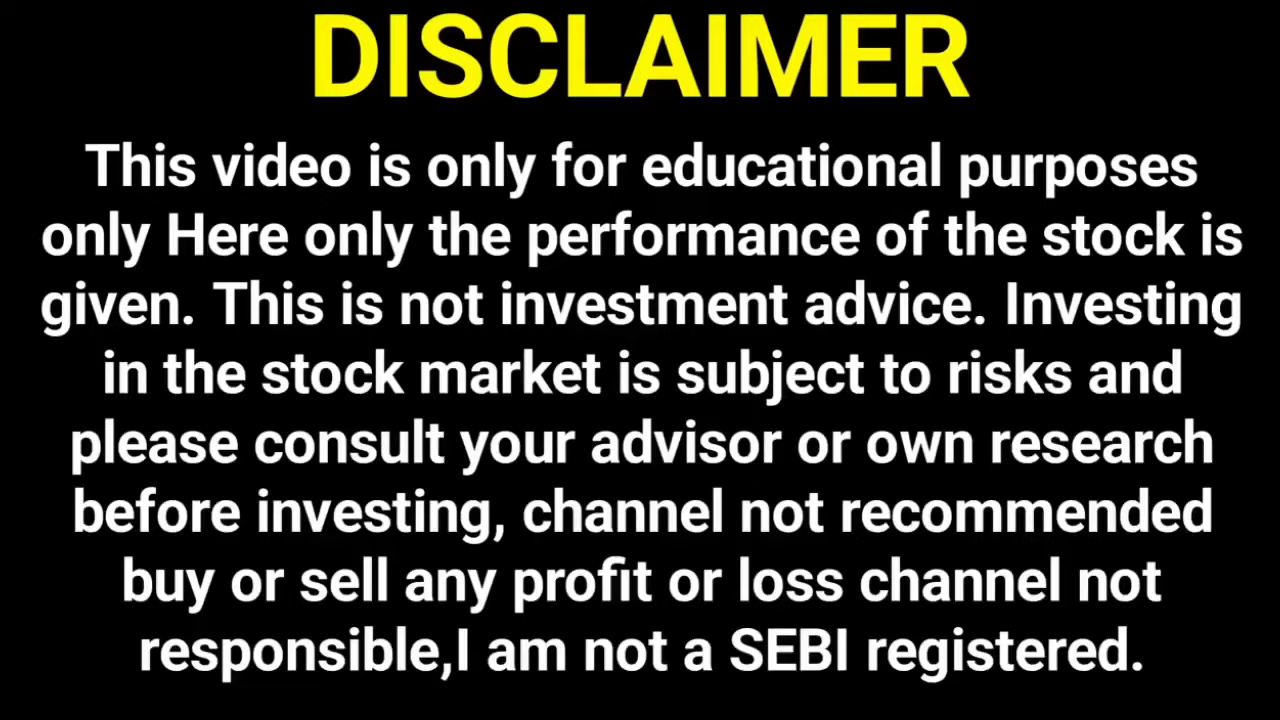 DISCLAIMER
This video is only for educational purposes
only Here only the performance of the stock is
given. This is not investment advice. Investing
in the stock market is subject to risks and
please consult your advisor or own research
before investing, channel not recommended
buy or sell any profit or loss channel not
responsible,I am not a SEBI registered.